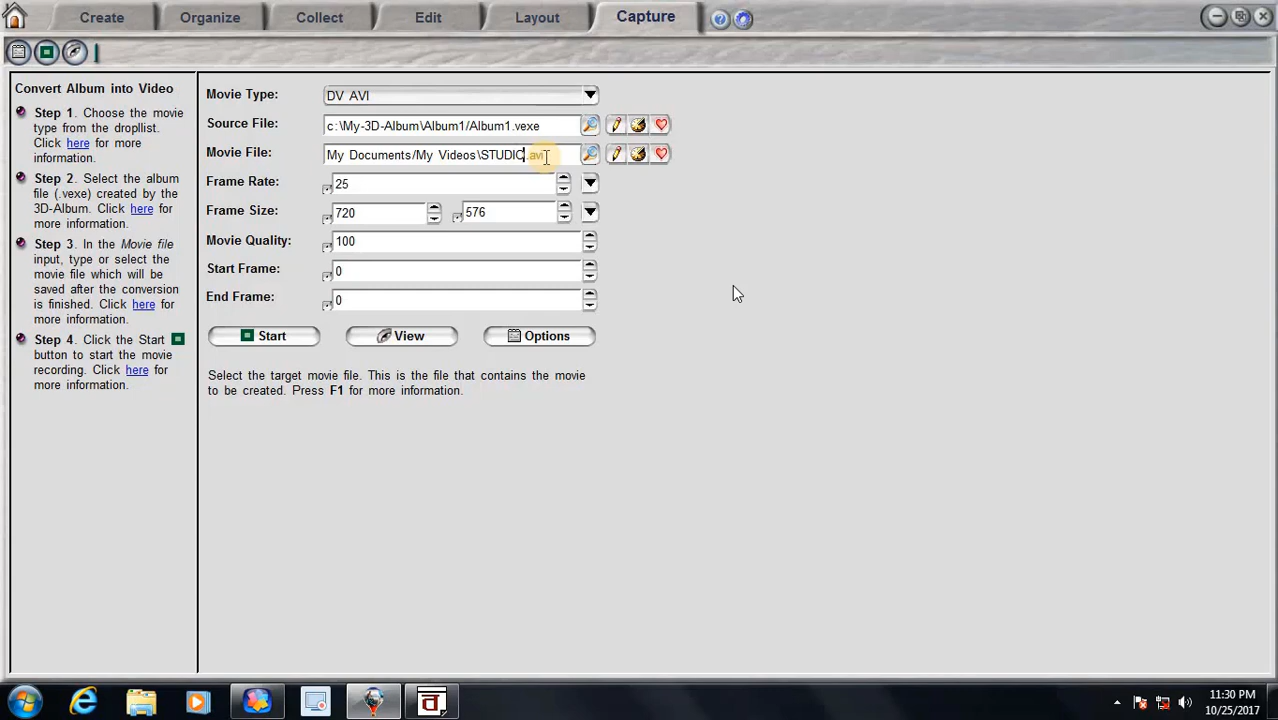 Create Organize Collect Edit Layout Capture
Convert Album into Video
Step 1. Choose the movie
type from the droplist.
Click here for more
information.
Step 2. Select the album
file (.vexe) created by the
3D-Album. Click here for
more information.
Step 3. In the Movie file
input, type or select the
movie file which will be
saved after the conversion
is finished. Click here for
more information.
Step 4. Click the Start
button to start the movie
recording. Click here for
more information.
Movie Type: DV AVI
Source File: c:\My-3D-Album\Album1/Album1.vexe
Movie File: My Documents/My Videos\STUDIO.avi
Frame Rate: 25
Frame Size: 720 576
Movie Quality: 100
Start Frame: 0
End Frame: 0
Start View Options
Select the target movie file. This is the file that contains the movie
to be created. Press F1 for more information.
11:30 PM
10/25/2017